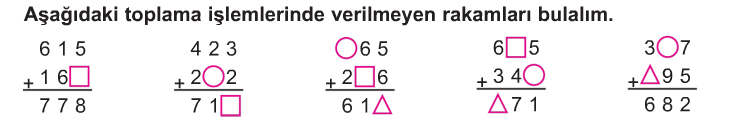 Aşağıdaki toplama işlemlerinde verilmeyen rakamları bulalım.
6 1 5   4 2 3   ○ 6 5   6 □ 5   3 ○ 7
+ 1 6 □   + 2 ○ 2   + 2 □ 6   + 3 4 ○   + △ 9 5
7 7 8   7 1 □   6 1 △   △ 7 1   6 8 2